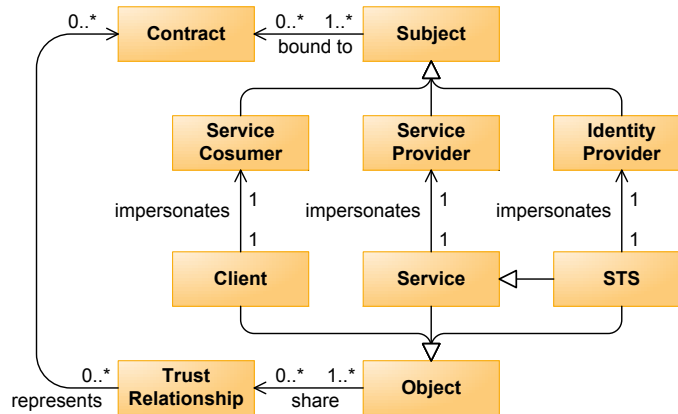 0..*
Contract
0..* 1..*
bound to
Subject
Service
Cosumer
Service
Provider
Identity
Provider
impersonates
1
1
impersonates
1
1
impersonates
1
1
Client
Service
STS
0..*
represents
Trust
Relationship
0..* 1..*
share
Object